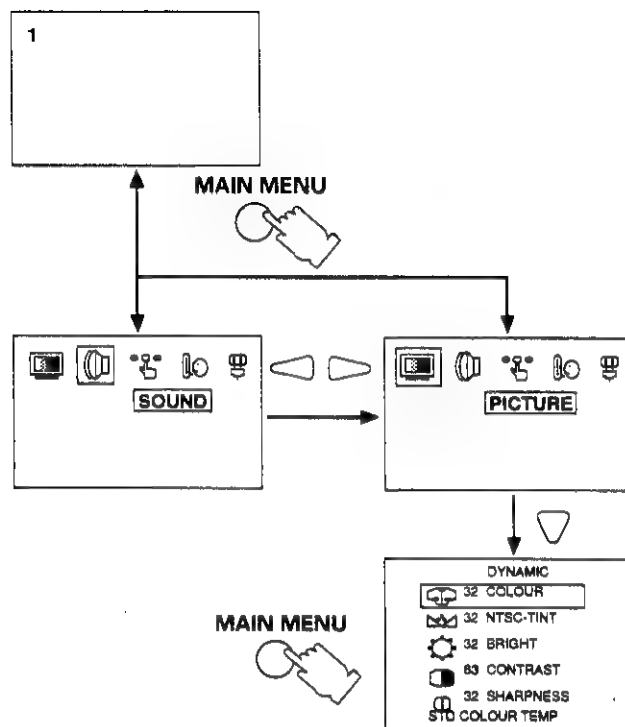 1
MAIN MENU
SOUND
PICTURE
DYNAMIC
32 COLOUR
32 NTSC-TINT
32 BRIGHT
63 CONTRAST
32 SHARPNESS
STD COLOUR TEMP
MAIN MENU